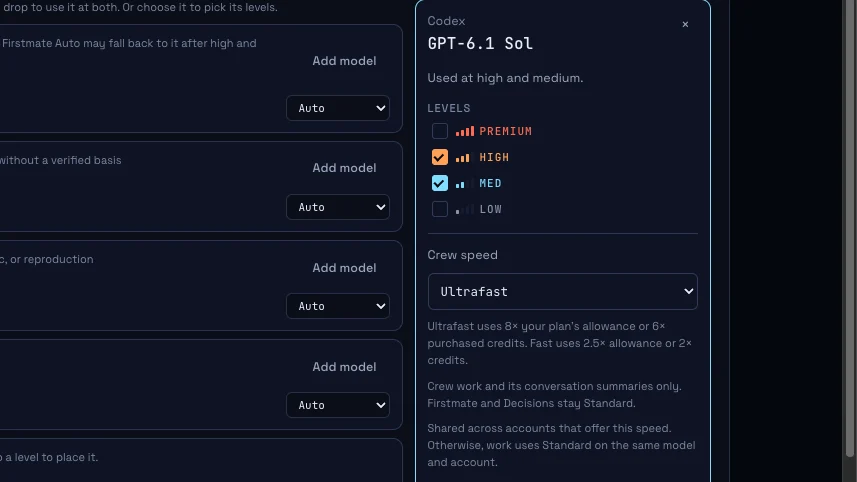 drop to use it at both. Or choose it to pick its levels.
Firstmate Auto may fall back to it after high and
Add model
Auto
without a verified basis
Add model
Auto
c, or reproduction
Add model
Auto
Add model
Auto
o a level to place it.
Codex
×
GPT-6.1 Sol
Used at high and medium.
LEVELS
PREMIUM
HIGH
MED
LOW
Crew speed
Ultrafast
Ultrafast uses 8× your plan's allowance or 6×
purchased credits. Fast uses 2.5× allowance or 2×
credits.
Crew work and its conversation summaries only.
Firstmate and Decisions stay Standard.
Shared across accounts that offer this speed.
Otherwise, work uses Standard on the same model
and account.